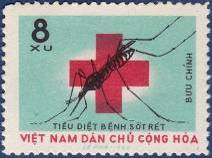 8
XU
BƯU CHÍNH
TIÊU DIỆT BỆNH SỐT RÉT
VIỆT NAM DÂN CHỦ CỘNG HÒA